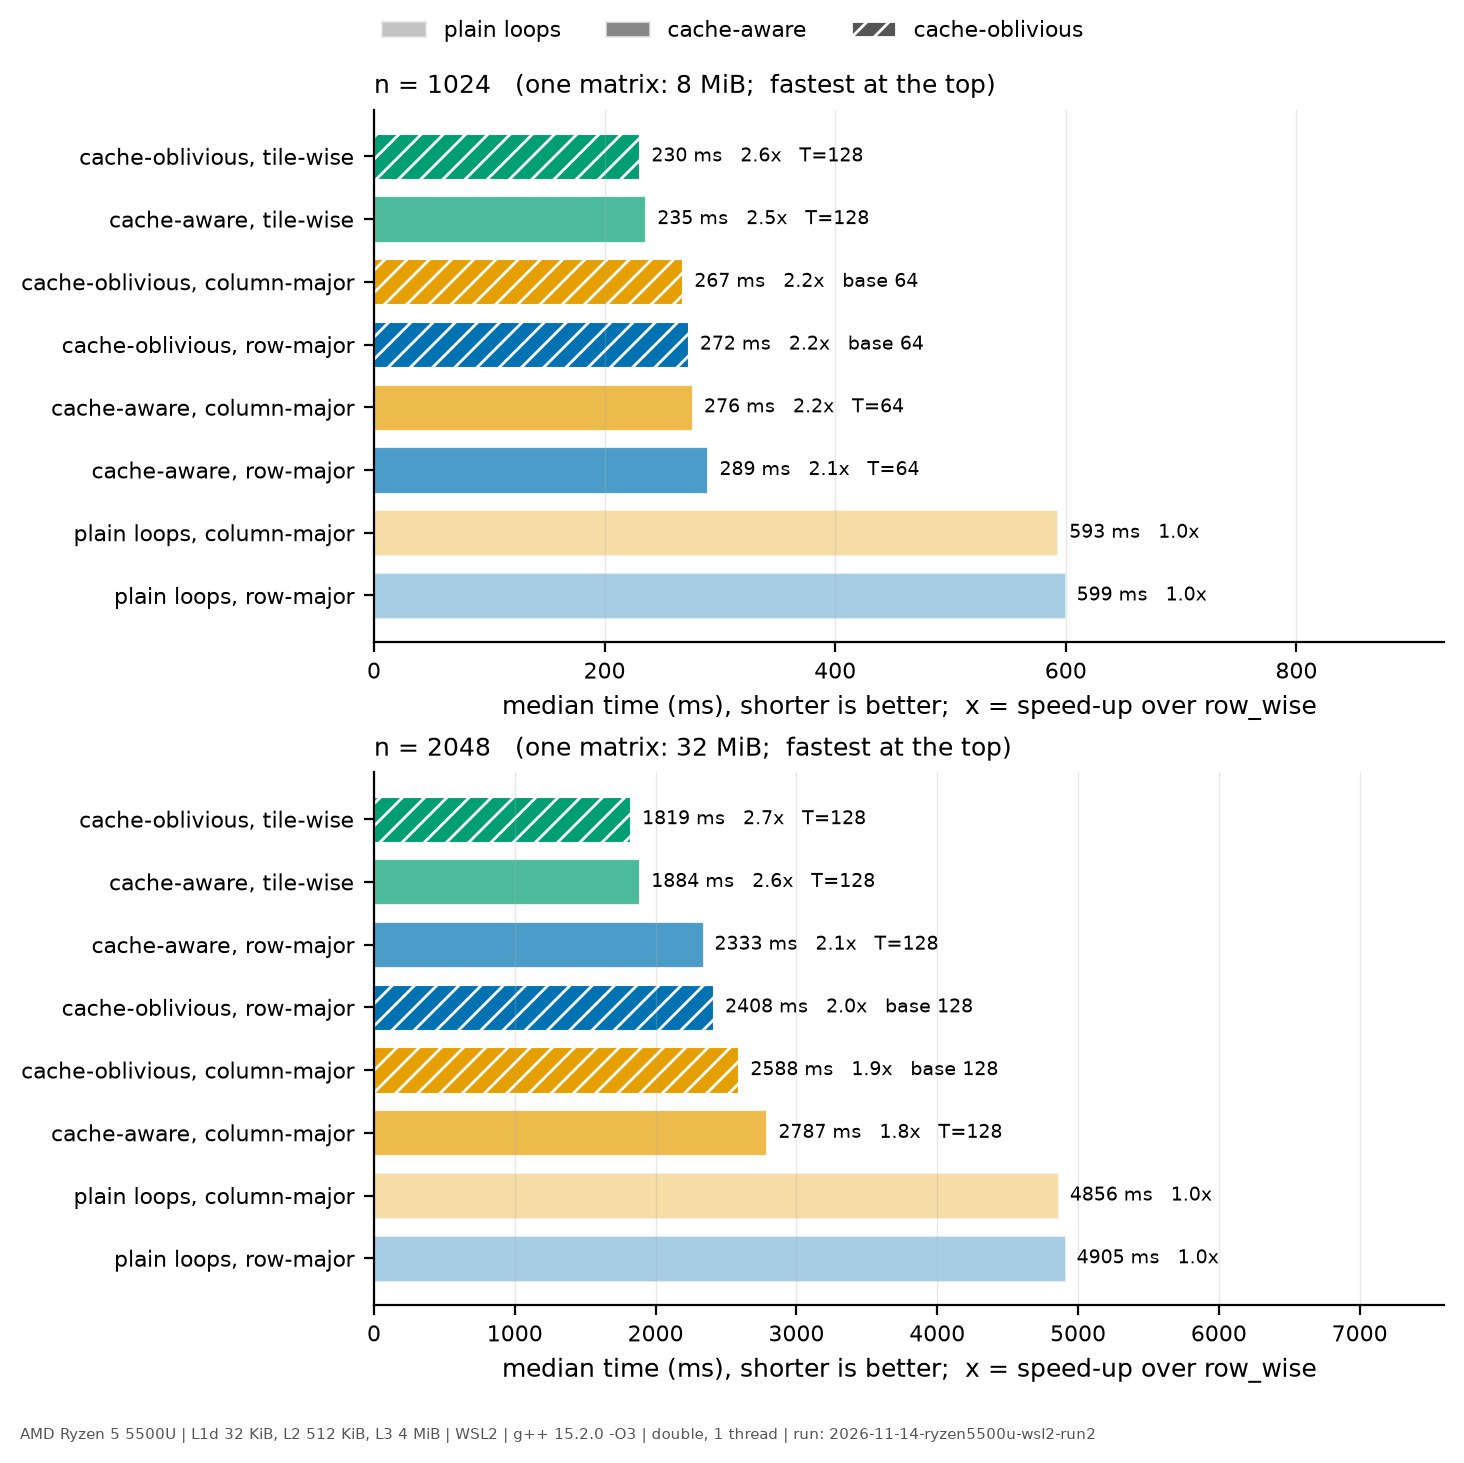 plain loops   cache-aware   cache-oblivious
n = 1024   (one matrix: 8 MiB;  fastest at the top)
cache-oblivious, tile-wise   230 ms   2.6x   T=128
cache-aware, tile-wise   235 ms   2.5x   T=128
cache-oblivious, column-major   267 ms   2.2x   base 64
cache-oblivious, row-major   272 ms   2.2x   base 64
cache-aware, column-major   276 ms   2.2x   T=64
cache-aware, row-major   289 ms   2.1x   T=64
plain loops, column-major   593 ms   1.0x
plain loops, row-major   599 ms   1.0x
0   200   400   600   800
median time (ms), shorter is better;  x = speed-up over row_wise
n = 2048   (one matrix: 32 MiB;  fastest at the top)
cache-oblivious, tile-wise   1819 ms   2.7x   T=128
cache-aware, tile-wise   1884 ms   2.6x   T=128
cache-aware, row-major   2333 ms   2.1x   T=128
cache-oblivious, row-major   2408 ms   2.0x   base 128
cache-oblivious, column-major   2588 ms   1.9x   base 128
cache-aware, column-major   2787 ms   1.8x   T=128
plain loops, column-major   4856 ms   1.0x
plain loops, row-major   4905 ms   1.0x
0   1000   2000   3000   4000   5000   6000   7000
median time (ms), shorter is better;  x = speed-up over row_wise
AMD Ryzen 5 5500U | L1d 32 KiB, L2 512 KiB, L3 4 MiB | WSL2 | g++ 15.2.0 -O3 | double, 1 thread | run: 2026-11-14-ryzen5500u-wsl2-run2